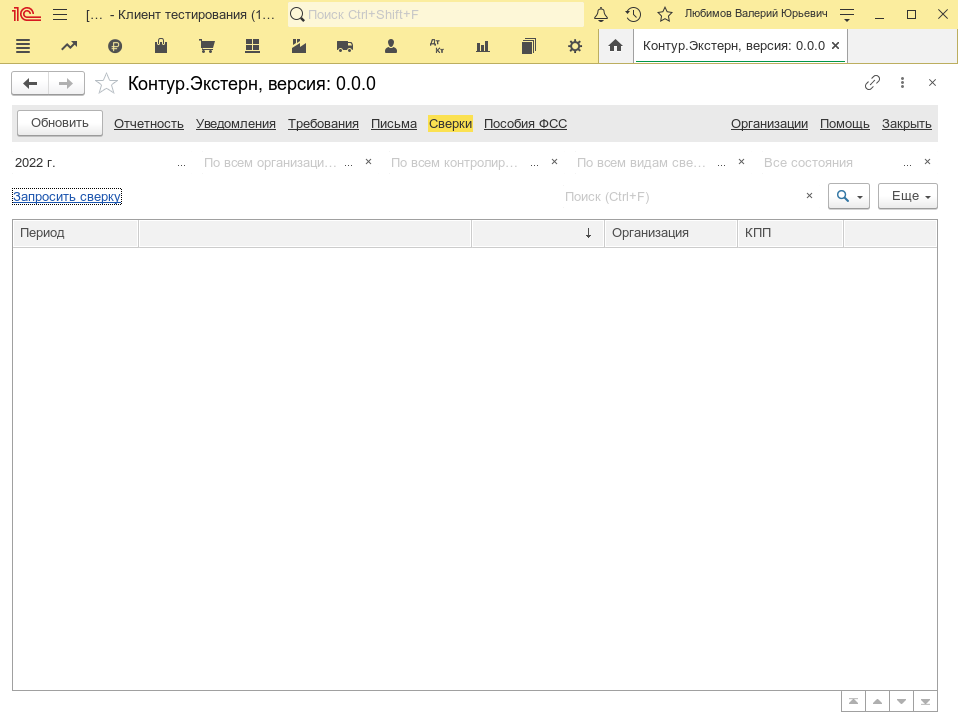 [... - Клиент тестирования (1... Поиск Ctrl+Shift+F Любимов Валерий Юрьевич
Дт Кт Контур.Экстерн, версия: 0.0.0 ×
Контур.Экстерн, версия: 0.0.0 ×
Обновить Отчетность Уведомления Требования Письма Сверки Пособия ФСС Организации Помощь Закрыть
2022 г. ... По всем организаци... ... × По всем контролир... ... × По всем видам све... ... × Все состояния ... ×
Запросить сверку Поиск (Ctrl+F) × Еще
Период ↓ Организация КПП